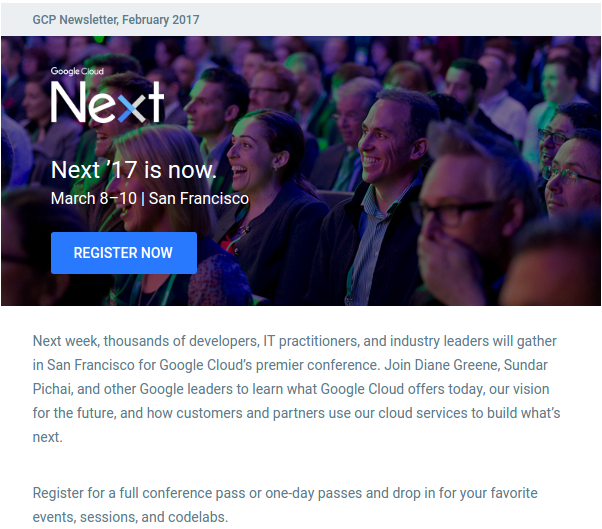 GCP Newsletter, February 2017
Google Cloud
Next
Next ’17 is now.
March 8–10 | San Francisco
REGISTER NOW
Next week, thousands of developers, IT practitioners, and industry leaders will gather
in San Francisco for Google Cloud’s premier conference. Join Diane Greene, Sundar
Pichai, and other Google leaders to learn what Google Cloud offers today, our vision
for the future, and how customers and partners use our cloud services to build what’s
next.
Register for a full conference pass or one-day passes and drop in for your favorite
events, sessions, and codelabs.